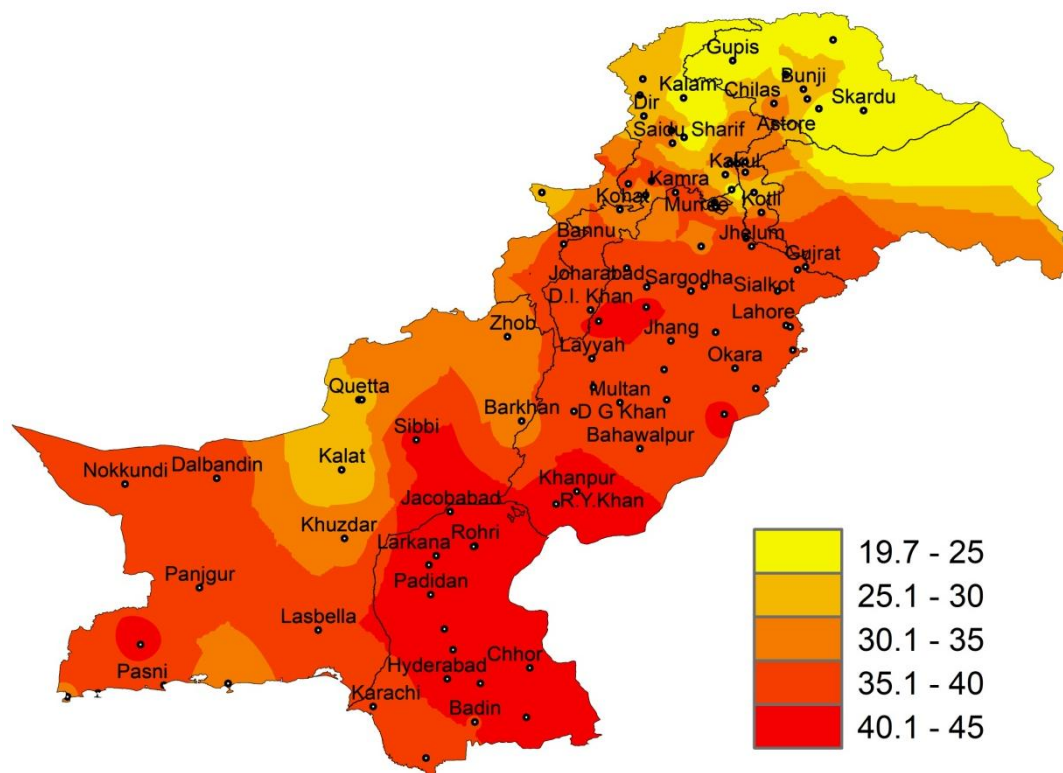 Gupis
Bunji
Kalam
Chilas
Skardu
Dir
Astore
Saidu Sharif
Kakul
Kamra
Kohat
Murree
Kotli
Bannu
Jhelum
Gujrat
Joharabad
Sargodha
Sialkot
D.I. Khan
Lahore
Zhob
Jhang
Layyah
Okara
Quetta
Multan
Barkhan
D G Khan
Sibbi
Bahawalpur
Kalat
Dalbandin
Nokkundi
Khanpur
Jacobabad
R.Y.Khan
Khuzdar
Rohri
Larkana
Panjgur
Padidan
Lasbella
Chhor
Pasni
Hyderabad
Karachi
Badin
19.7 - 25
25.1 - 30
30.1 - 35
35.1 - 40
40.1 - 45